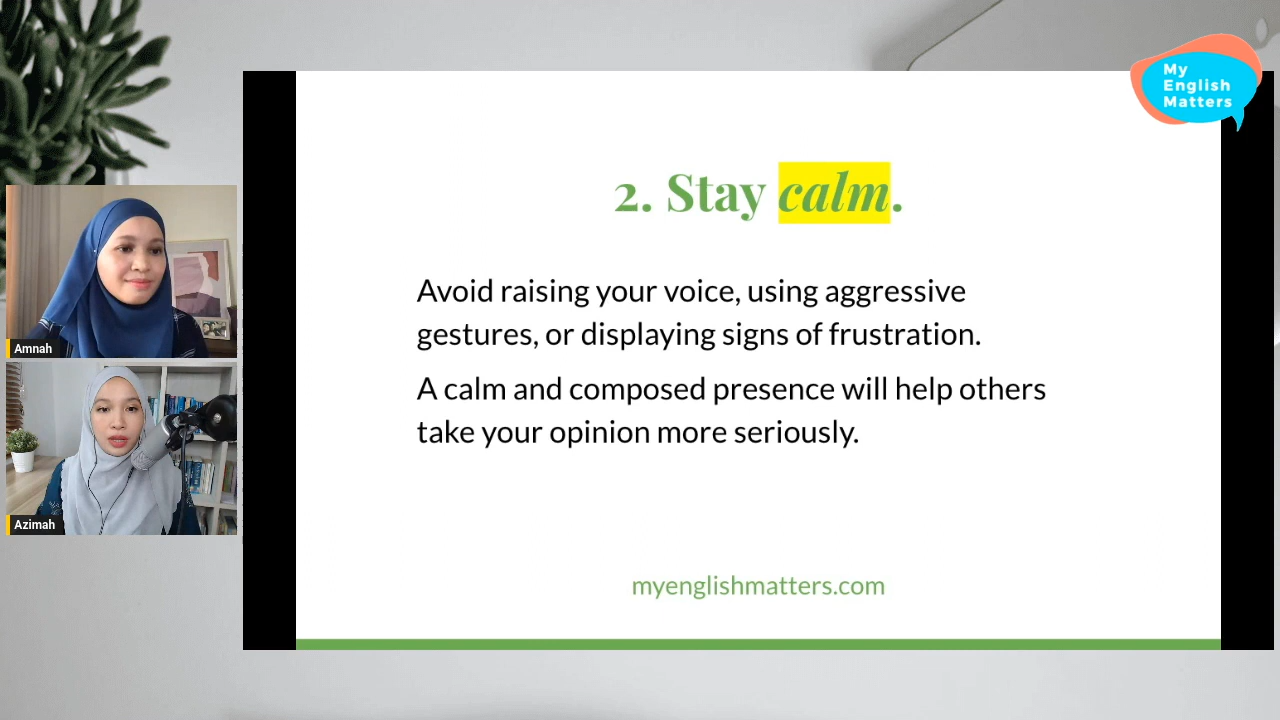 My
English
Matters
2. Stay calm.
Avoid raising your voice, using aggressive
gestures, or displaying signs of frustration.
A calm and composed presence will help others
take your opinion more seriously.
myenglishmatters.com
Amnah
Azimah